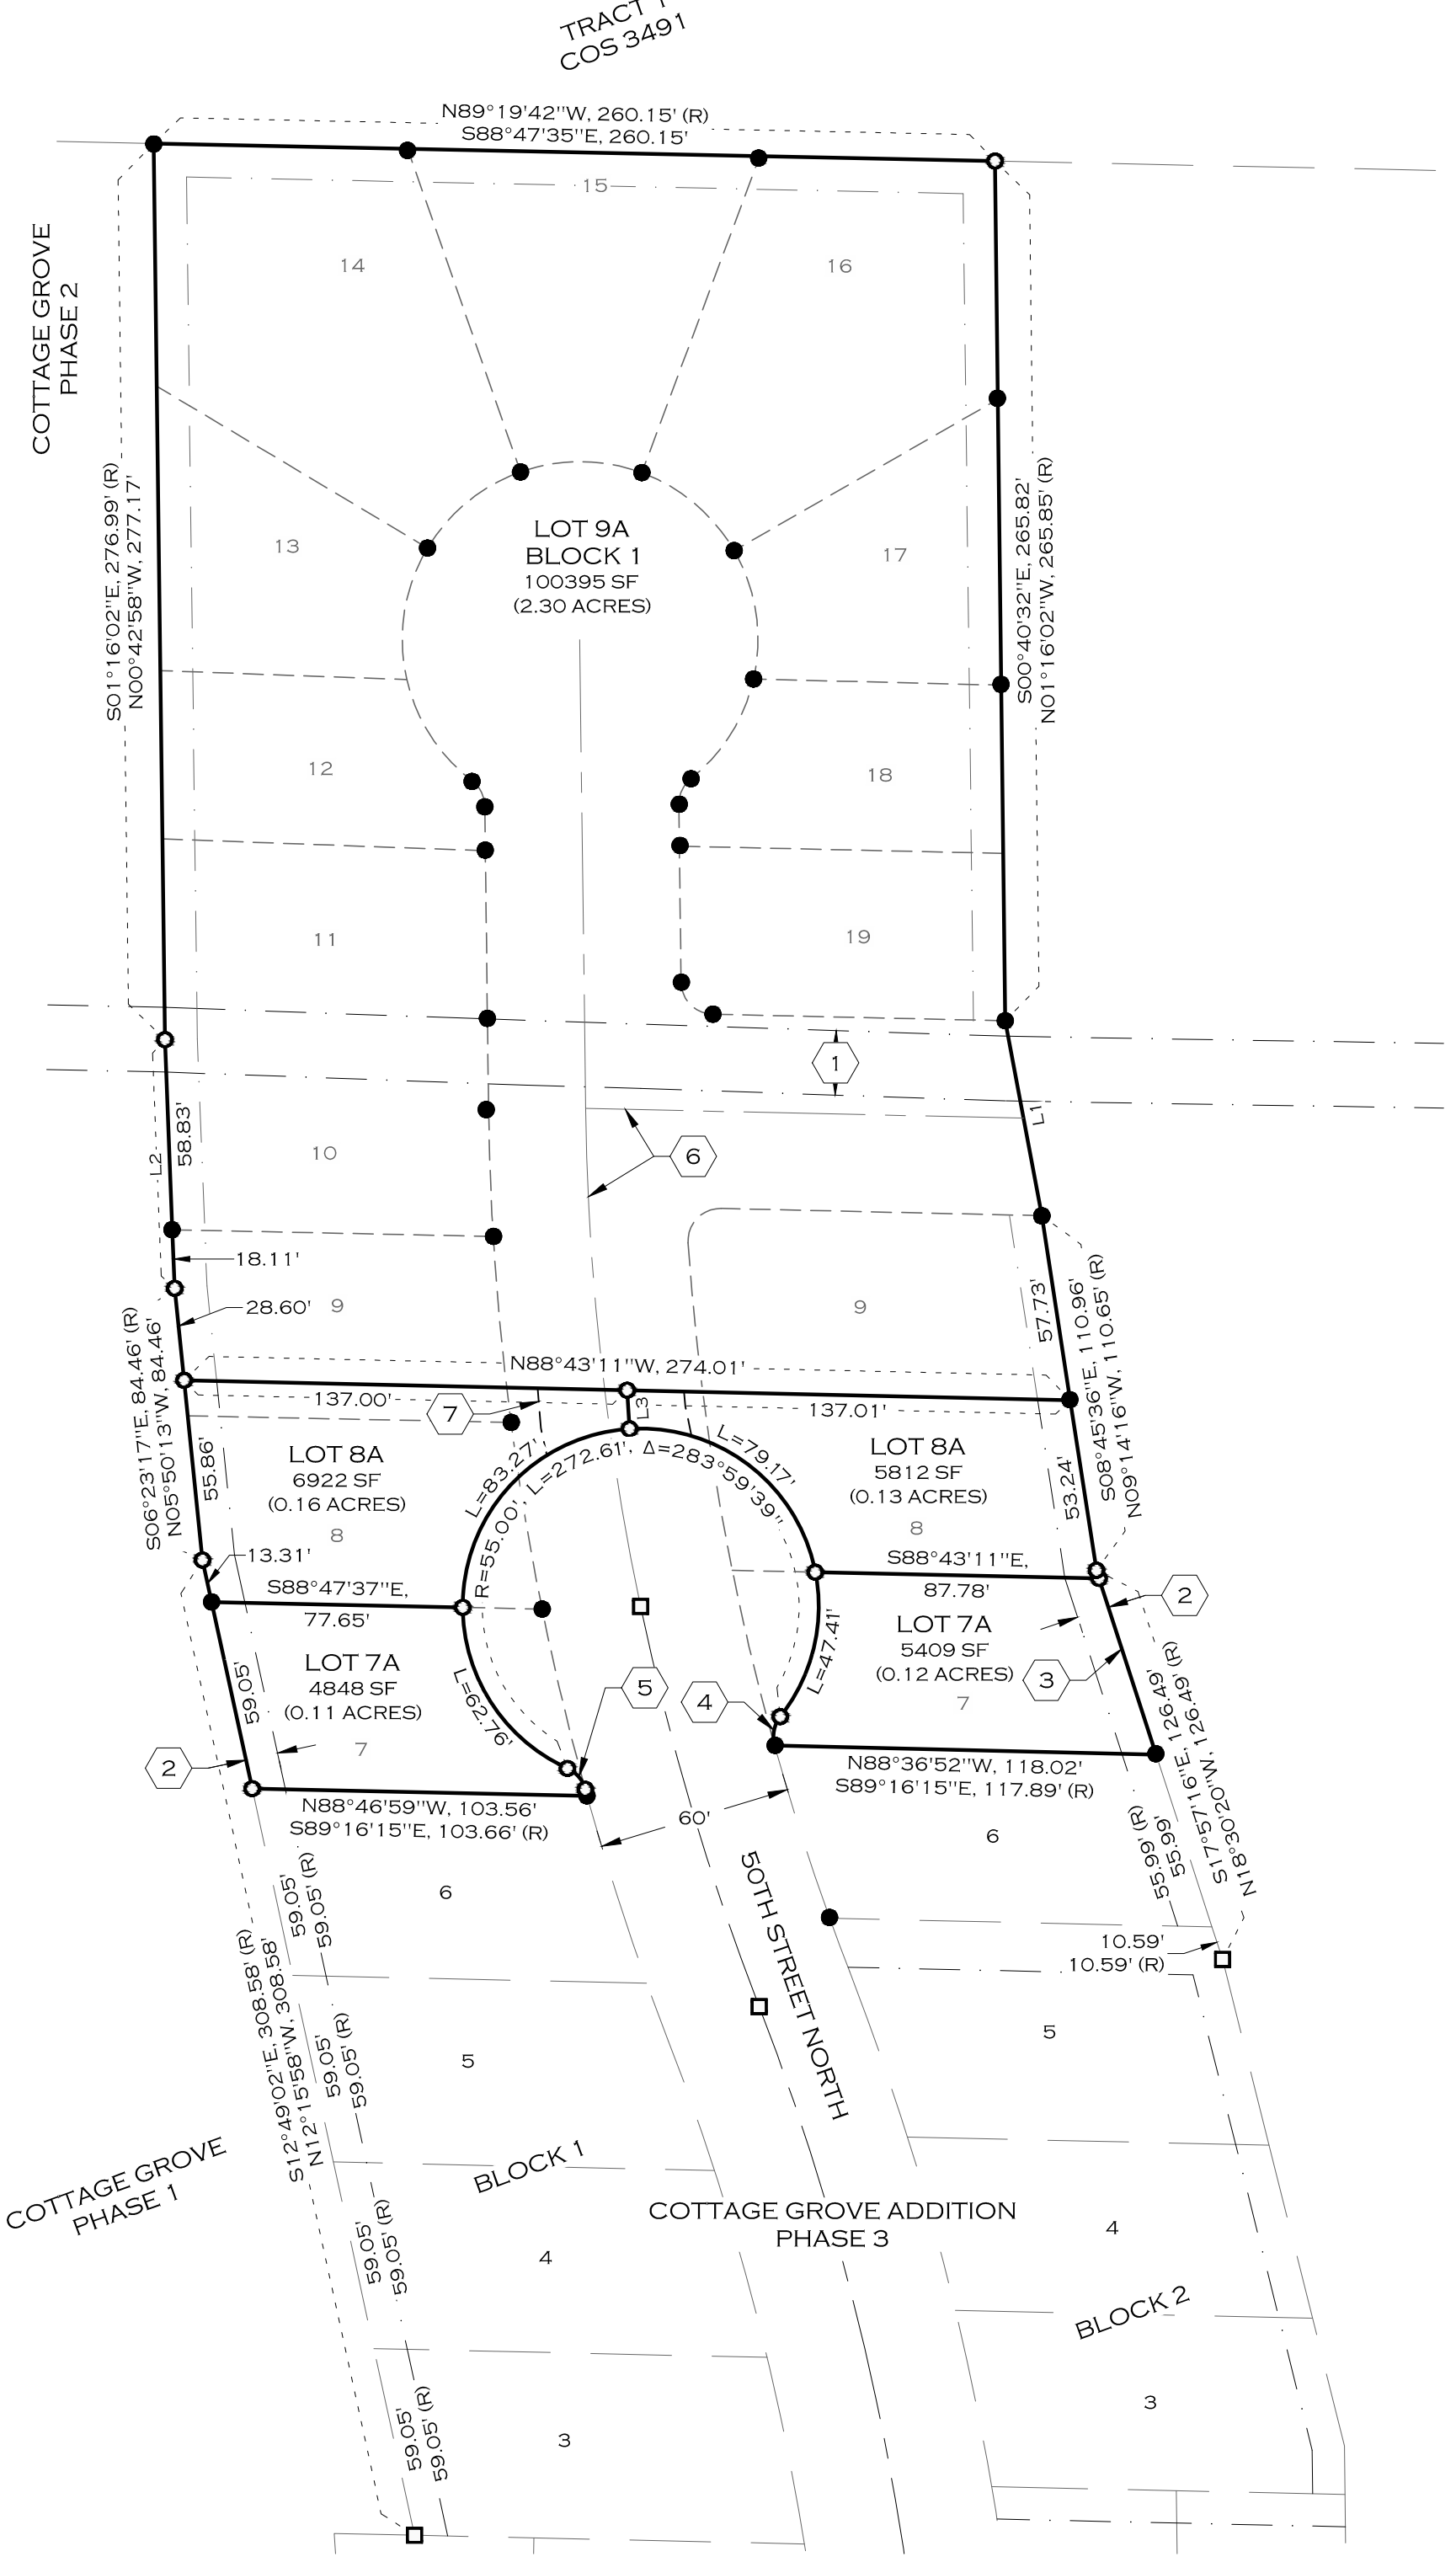 TRACT 1
COS 3491
N89°19'42"W, 260.15' (R)
S88°47'35"E, 260.15'
15
14
16
COTTAGE GROVE
PHASE 2
S01°16'02"E, 276.99' (R)
N00°42'58"W, 277.17'
S00°40'32"E, 265.82'
N01°16'02"W, 265.85' (R)
LOT 9A
BLOCK 1
100395 SF
(2.30 ACRES)
13
17
12
18
11
19
1
L1
58.83'
L2
10
6
18.11'
28.60'
9
9
57.73'
S08°45'36"E, 110.96'
N09°14'16"W, 110.65' (R)
S06°23'17"E, 84.46' (R)
N05°50'13"W, 84.46'
N88°43'11"W, 274.01'
137.00'
7
L3
137.01'
LOT 8A
6922 SF
(0.16 ACRES)
8
55.86'
L=83.27'
R=55.00', L=272.61', Δ=283°59'39"
L=79.17'
LOT 8A
5812 SF
(0.13 ACRES)
8
53.24'
13.31'
S88°47'37"E,
77.65'
S88°43'11"E,
87.78'
2
LOT 7A
4848 SF
(0.11 ACRES)
7
59.05'
2
L=62.76'
5
4
L=47.41'
LOT 7A
5409 SF
(0.12 ACRES)
7
3
S17°57'16"E, 126.49'
N18°30'20"W, 126.49' (R)
N88°46'59"W, 103.56'
S89°16'15"E, 103.66' (R)
60'
N88°36'52"W, 118.02'
S89°16'15"E, 117.89' (R)
55.99' (R)
55.99'
6
6
59.05'
59.05' (R)
50TH STREET NORTH
10.59'
10.59' (R)
S12°49'02"E, 308.58' (R)
N12°15'58"W, 308.58'
59.05'
59.05' (R)
5
5
COTTAGE GROVE
PHASE 1
BLOCK 1
COTTAGE GROVE ADDITION
PHASE 3
59.05'
59.05' (R)
4
4
BLOCK 2
59.05'
59.05' (R)
3
3